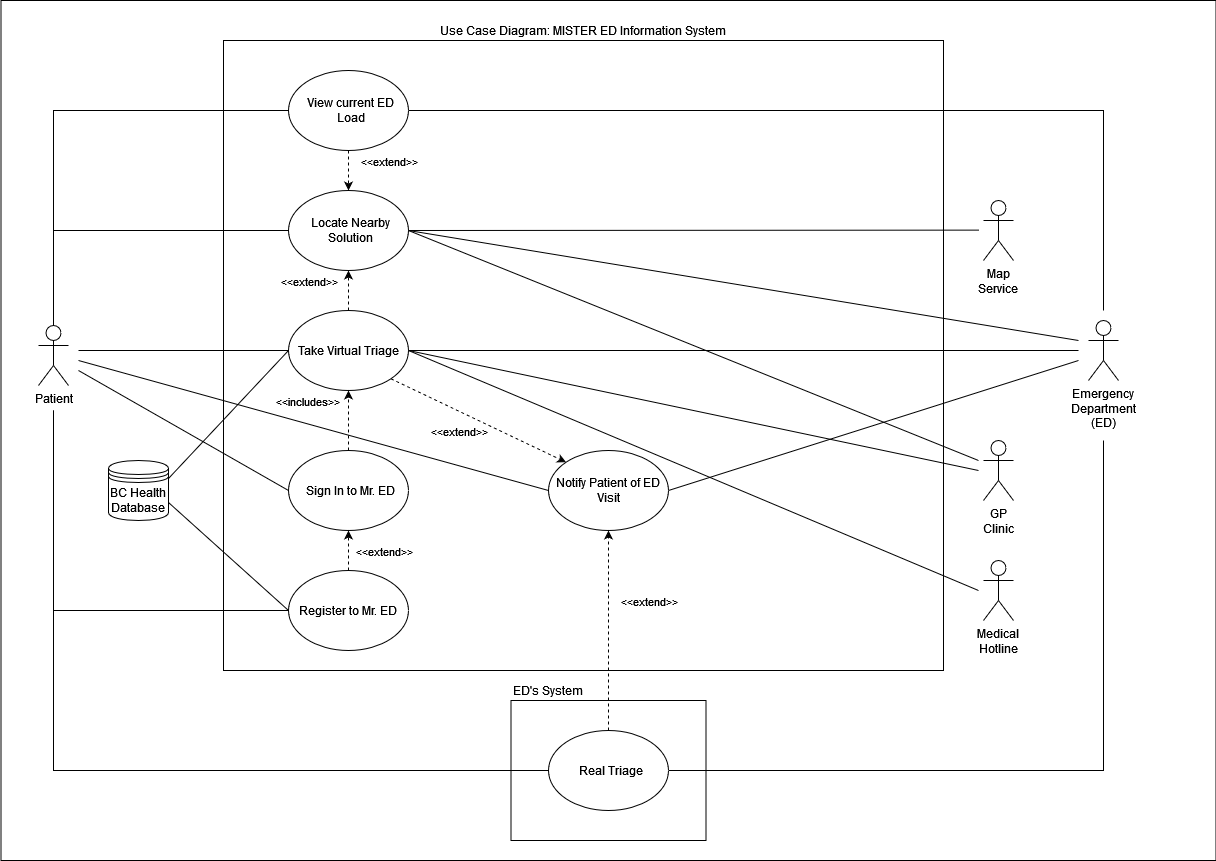 Use Case Diagram: MISTER ED Information System
View current ED
Load
<<extend>>
Locate Nearby
Solution
Map
Service
<<extend>>
Take Virtual Triage
Patient
Emergency
Department
(ED)
<<includes>>
<<extend>>
BC Health
Database
Sign In to Mr. ED
Notify Patient of ED
Visit
GP
Clinic
<<extend>>
Register to Mr. ED
<<extend>>
Medical
Hotline
ED's System
Real Triage